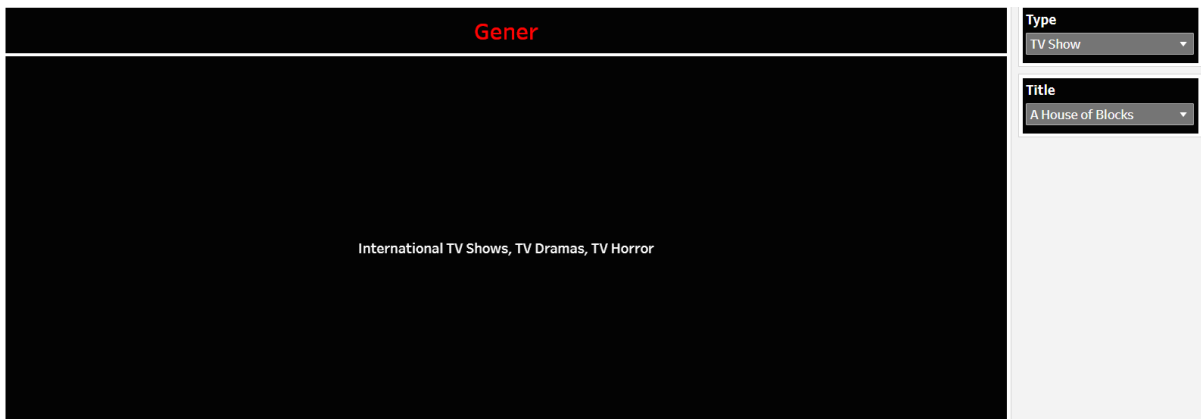 Gener
International TV Shows, TV Dramas, TV Horror
Type
TV Show
Title
A House of Blocks